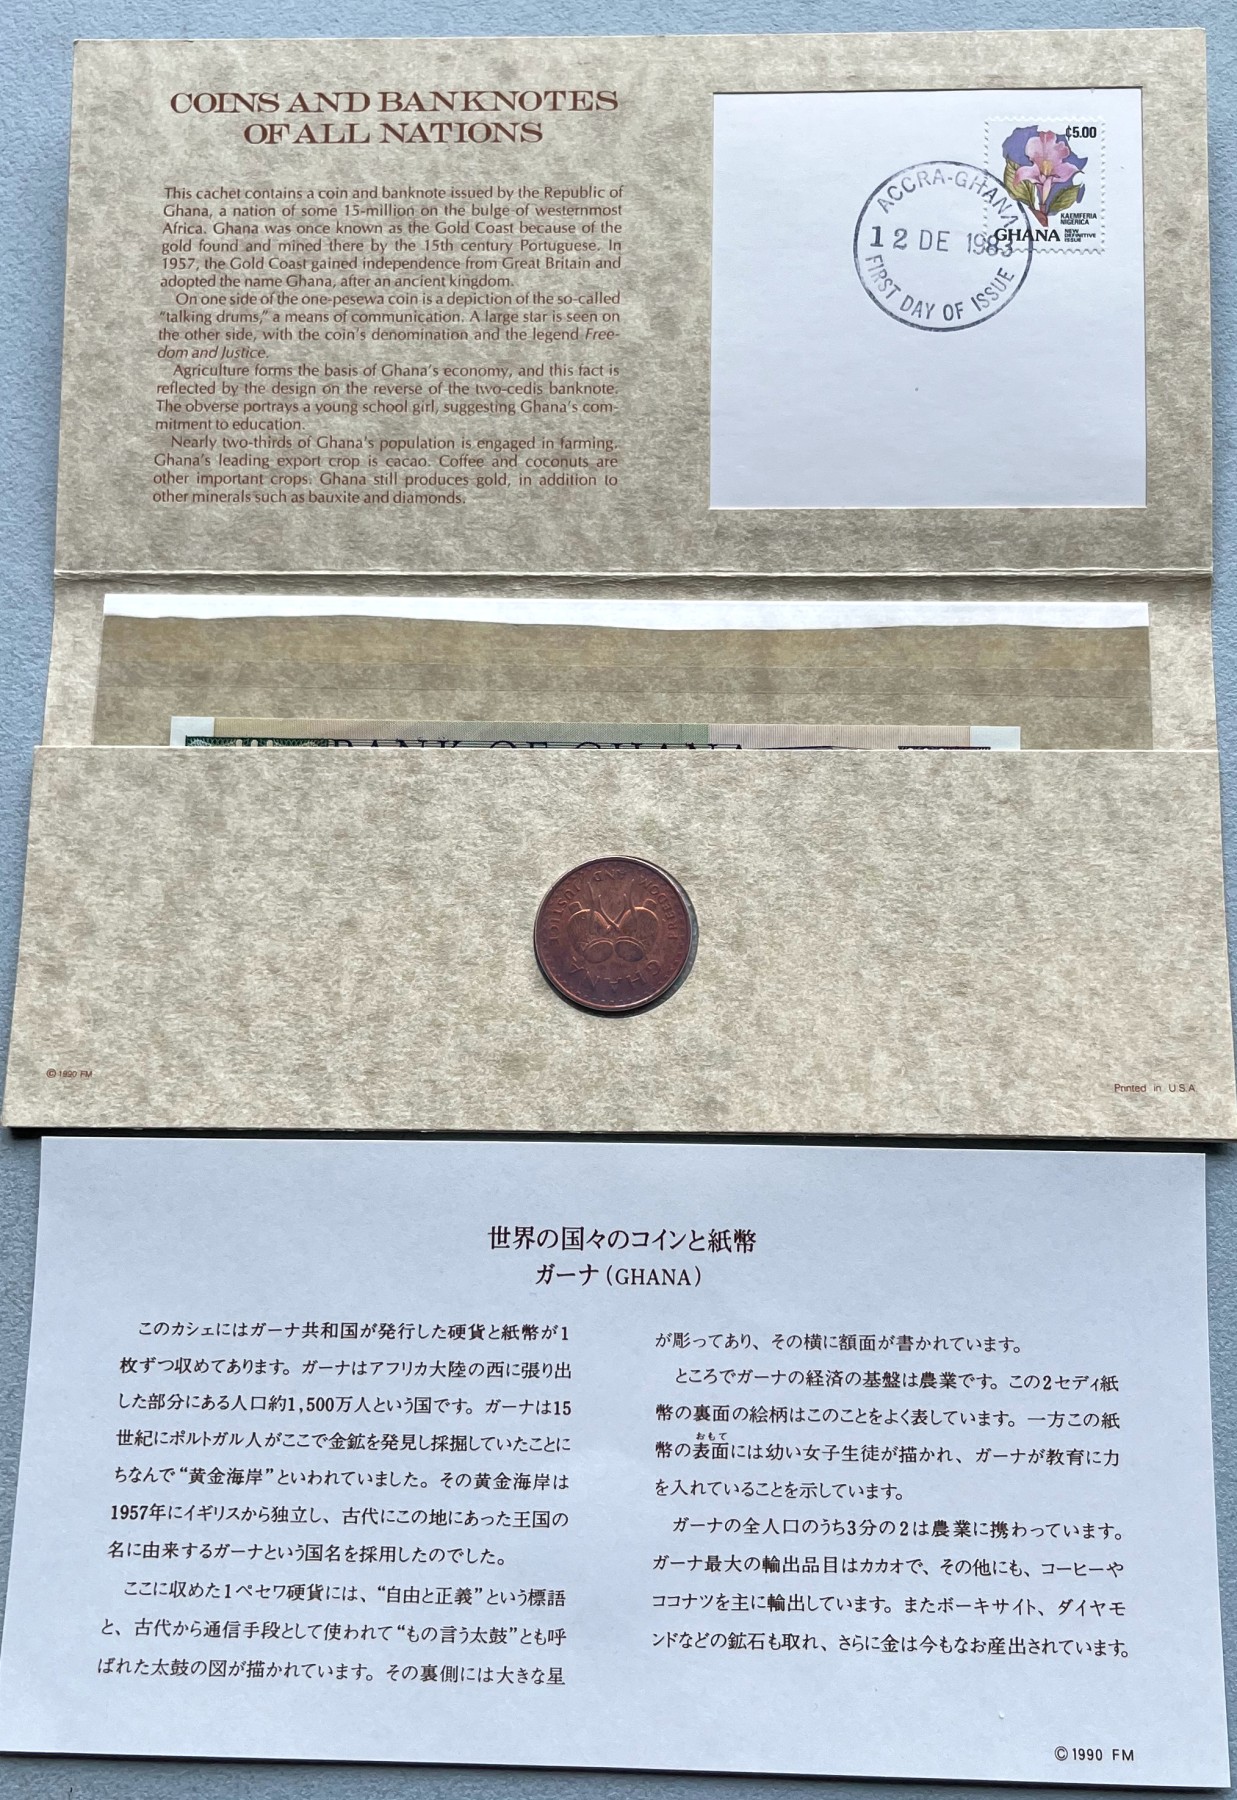 COINS AND BANKNOTES
OF ALL NATIONS
This cachet contains a coin and banknote issued by the Republic of
Ghana, a nation of some 15-million on the bulge of westernmost
Africa. Ghana was once known as the Gold Coast because of the
gold found and mined there by the 15th century Portuguese. In
1957, the Gold Coast gained independence from Great Britain and
adopted the name Ghana, after an ancient kingdom.
On one side of the one-pesewa coin is a depiction of the so-called
"talking drums," a means of communication. A large star is seen on
the other side, with the coin's denomination and the legend Free-
dom and Justice.
Agriculture forms the basis of Ghana's economy, and this fact is
reflected by the design on the reverse of the two-cedis banknote.
The obverse portrays a young school girl, suggesting Ghana's com-
mitment to education.
Nearly two-thirds of Ghana's population is engaged in farming.
Ghana's leading export crop is cacao. Coffee and coconuts are
other important crops. Ghana still produces gold, in addition to
other minerals such as bauxite and diamonds.
¢5.00
KAEMFERIA
NIGERICA
GHANA
NEW
DEFINITIVE
ISSUE
ACCRA-GHANA
12 DE 1983
FIRST DAY OF ISSUE
BANK OF GHANA
FREEDOM AND JUSTICE
GHANA
© 1990 FM
Printed in U.S.A.
世界の国々のコインと紙幣
ガーナ（GHANA）
このカシェにはガーナ共和国が発行した硬貨と紙幣が1
枚ずつ収めてあります。ガーナはアフリカ大陸の西に張り出
した部分にある人口約1,500万人という国です。ガーナは15
世紀にポルトガル人がここで金鉱を発見し採掘していたことに
ちなんで“黄金海岸”といわれていました。その黄金海岸は
1957年にイギリスから独立し、古代にこの地にあった王国の
名に由来するガーナという国名を採用したのでした。
ここに収めた1ペセワ硬貨には、“自由と正義”という標語
と、古代から通信手段として使われて“もの言う太鼓”とも呼
ばれた太鼓の図が描かれています。その裏側には大きな星
が彫ってあり、その横に額面が書かれています。
ところでガーナの経済の基盤は農業です。この2セディ紙
幣の裏面の絵柄はこのことをよく表しています。一方この紙
おもて
幣の表面には幼い女子生徒が描かれ、ガーナが教育に力
を入れていることを示しています。
ガーナの全人口のうち3分の2は農業に携わっています。
ガーナ最大の輸出品目はカカオで、その他にも、コーヒーや
ココナツを主に輸出しています。またボーキサイト、ダイヤモ
ンドなどの鉱石も取れ、さらに金は今もなお産出されています。
©1990 FM